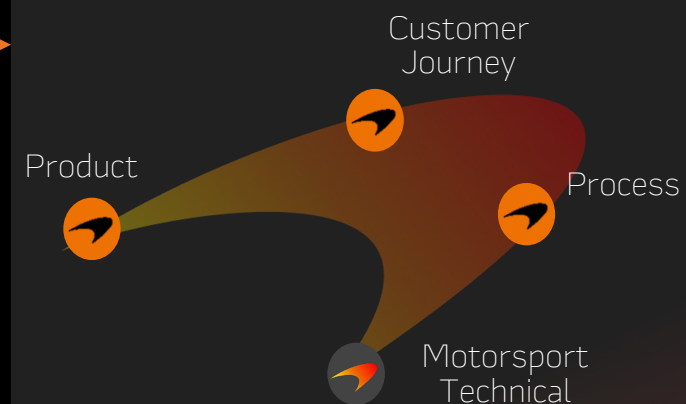 Customer
Journey
Product
Process
Motorsport
Technical